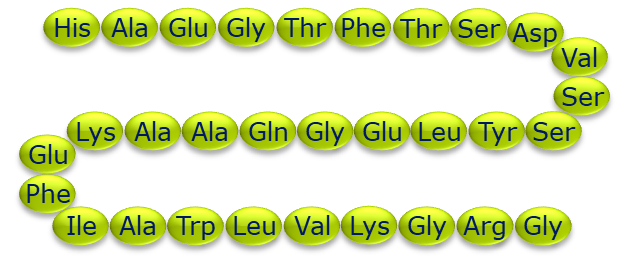 His Ala Glu Gly Thr Phe Thr Ser Asp
Val
Ser
Lys Ala Ala Gln Gly Glu Leu Tyr Ser
Glu
Phe
Ile Ala Trp Leu Val Lys Gly Arg Gly